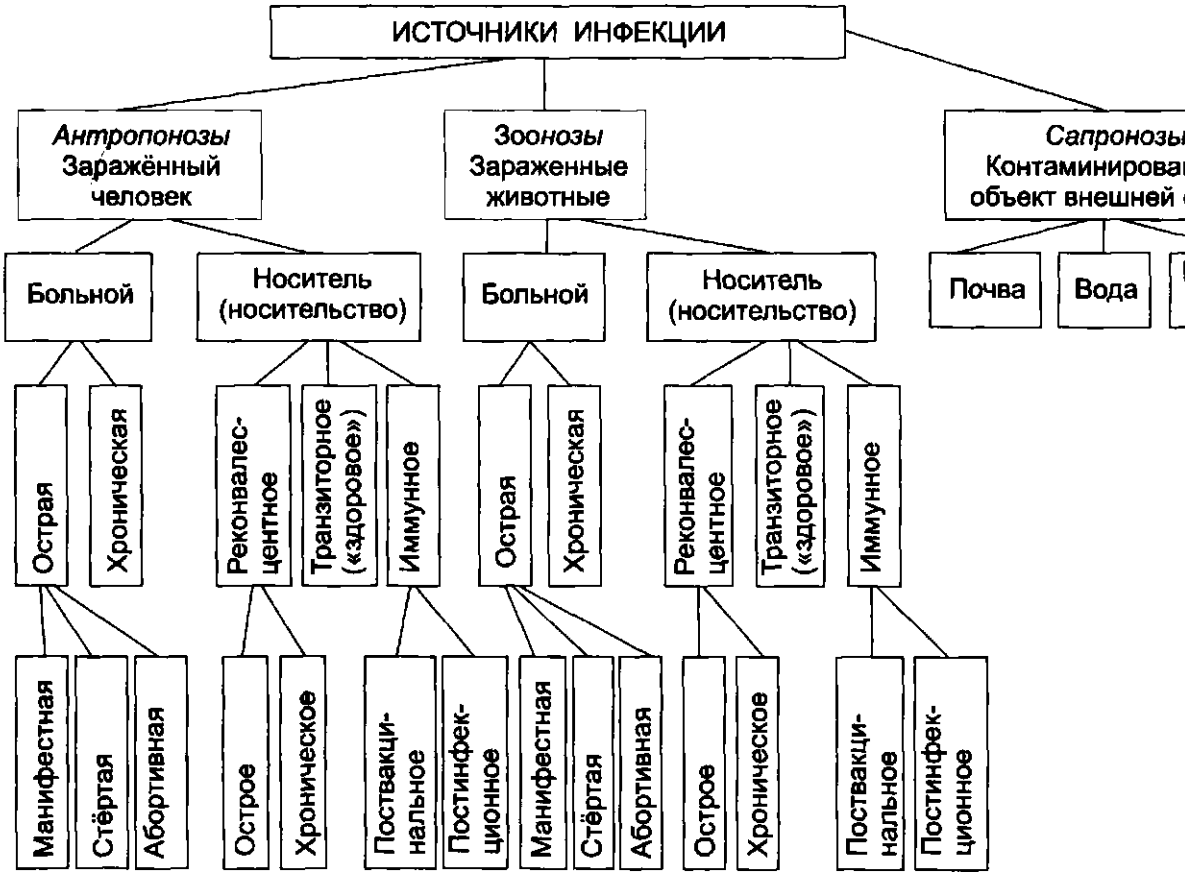 ИСТОЧНИКИ ИНФЕКЦИИ
Антропонозы
Заражённый
человек
Зоонозы
Зараженные
животные
Сапронозы
объект внешней
Больной
Носитель
(носительство)
Больной
Носитель
(носительство)
Почва
Вода
Острая
Хроническая
Реконвалес-
центное
Транзиторное
(«здоровое»)
Иммунное
Острая
Хроническая
Реконвалес-
центное
Транзиторное
(«здоровое»)
Иммунное
Манифестная
Стёртая
Абортивная
Острое
Хроническое
Поствакци-
нальное
Постинфек-
ционное
Манифестная
Стёртая
Абортивная
Острое
Хроническое
Поствакци-
нальное
Постинфек-
ционное